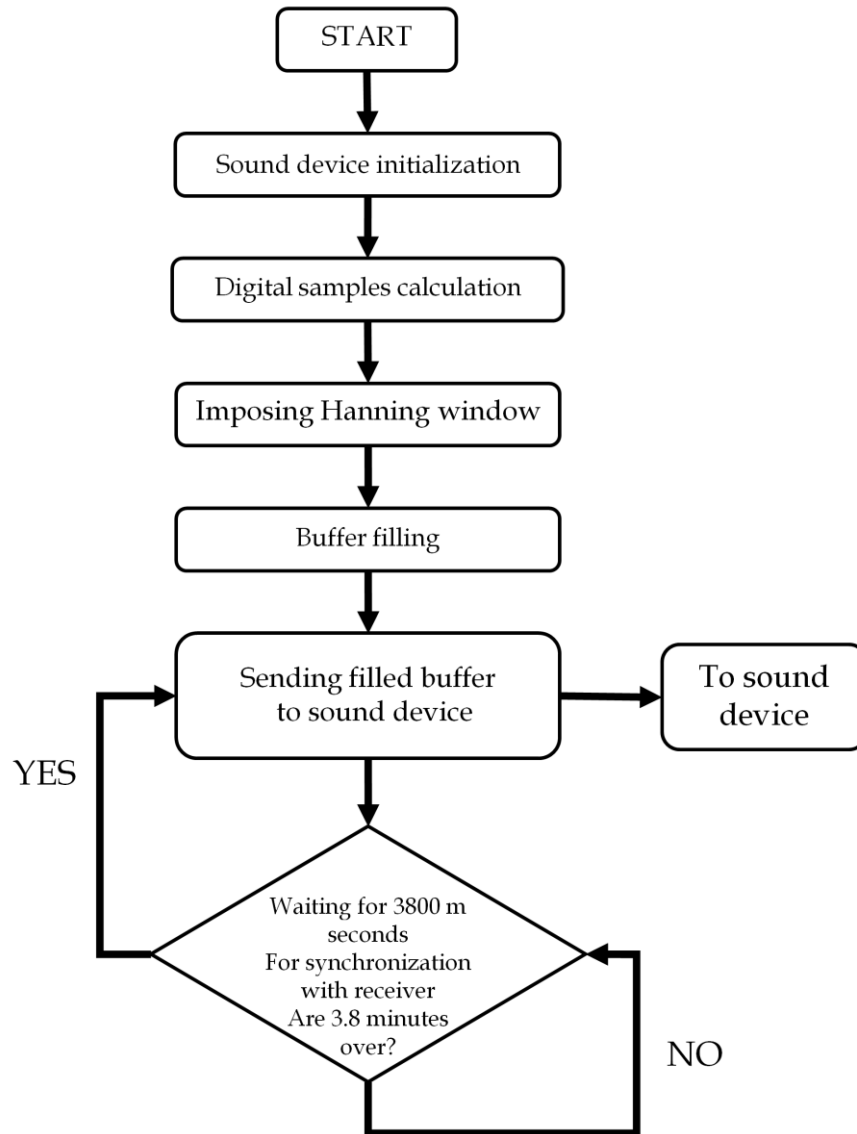 START
Sound device initialization
Digital samples calculation
Imposing Hanning window
Buffer filling
Sending filled buffer
to sound device
To sound
device
YES
Waiting for 3800 m
seconds
For synchronization
with receiver
Are 3.8 minutes
over?
NO